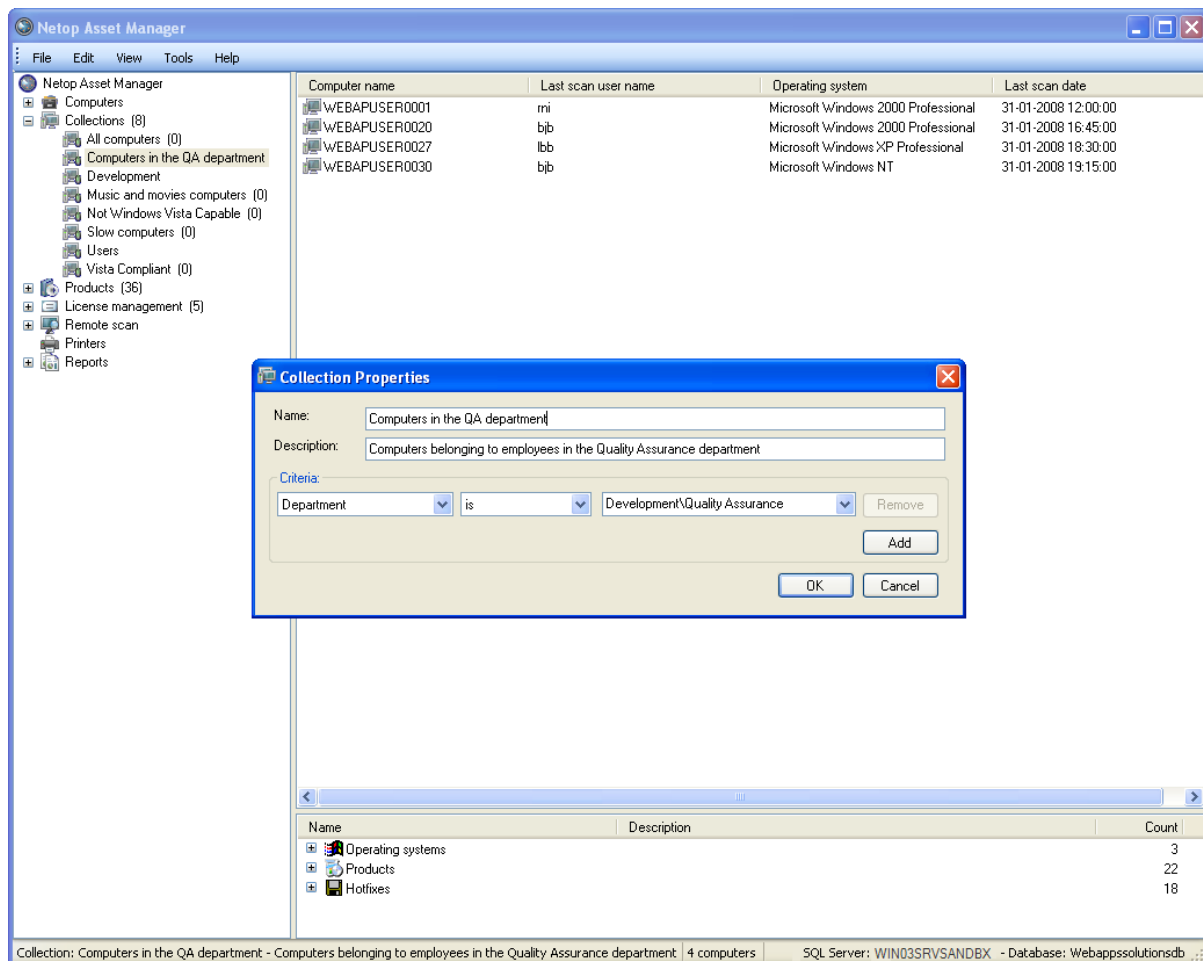 Netop Asset Manager
File Edit View Tools Help
Netop Asset Manager
Computers
Collections (8)
All computers (0)
Computers in the QA department
Development
Music and movies computers (0)
Not Windows Vista Capable (0)
Slow computers (0)
Users
Vista Compliant (0)
Products (36)
License management (5)
Remote scan
Printers
Reports
Computer name Last scan user name Operating system Last scan date
WEBAPUSER0001 rni Microsoft Windows 2000 Professional 31-01-2008 12:00:00
WEBAPUSER0020 bjb Microsoft Windows 2000 Professional 31-01-2008 16:45:00
WEBAPUSER0027 lbb Microsoft Windows XP Professional 31-01-2008 18:30:00
WEBAPUSER0030 bjb Microsoft Windows NT 31-01-2008 19:15:00
Collection Properties
Name: Computers in the QA department
Description: Computers belonging to employees in the Quality Assurance department
Criteria:
Department is Development\Quality Assurance Remove
Add
OK Cancel
Name Description Count
Operating systems 3
Products 22
Hotfixes 18
Collection: Computers in the QA department - Computers belonging to employees in the Quality Assurance department 4 computers SQL Server: WIN03SRVSANDBX - Database: Webappssolutionsdb